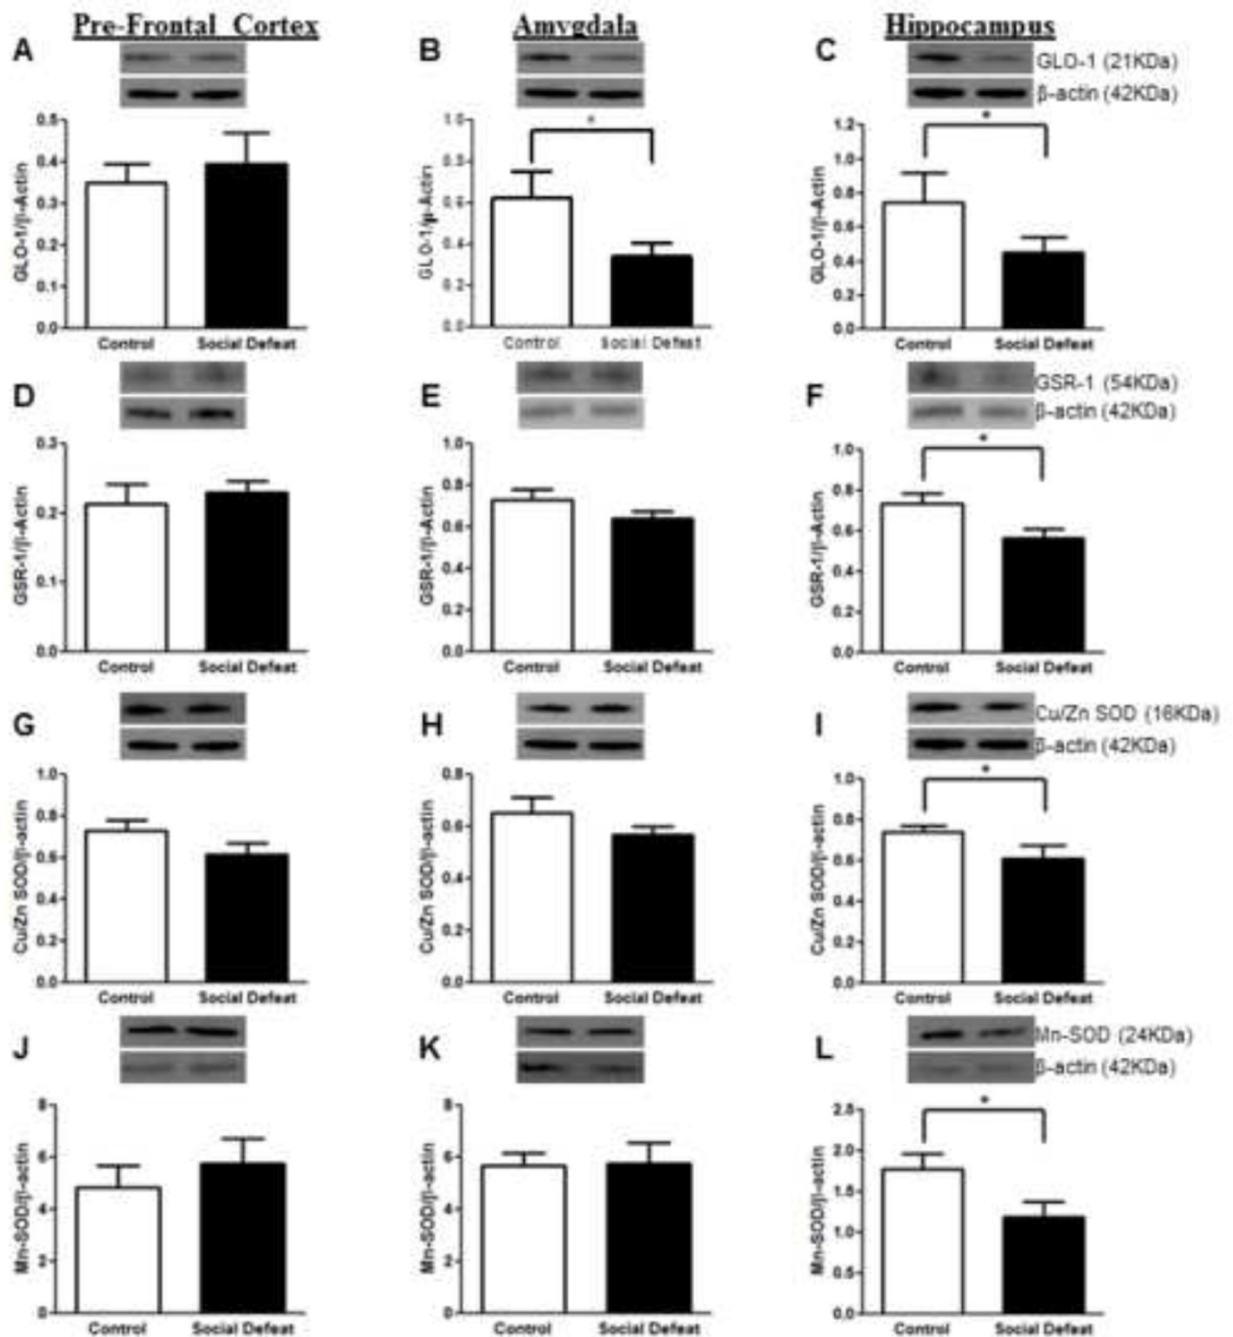 Pre-Frontal Cortex
Amygdala
Hippocampus
A
B
C
GLO-1 (21KDa)
β-actin (42KDa)
GLO-1/β-Actin
0.5
0.4
0.3
0.2
0.1
0.0
Control Social Defeat
GLO-1/μ-Actin
1.0
0.8
0.6
0.4
0.2
0.0
*
Control Social Defeat
GLO-1/β-Actin
1.2
1.0
0.8
0.6
0.4
0.2
0.0
*
Control Social Defeat
D
E
F
GSR-1 (54KDa)
β-actin (42KDa)
GSR-1/β-Actin
0.3
0.2
0.1
0.0
Control Social Defeat
GSR-1/β-Actin
1.0
0.8
0.6
0.4
0.2
0.0
Control Social Defeat
GSR-1/β-Actin
1.0
0.8
0.6
0.4
0.2
0.0
*
Control Social Defeat
G
H
I
Cu/Zn SOD (16KDa)
β-actin (42KDa)
Cu/Zn SOD/β-actin
1.0
0.8
0.6
0.4
0.2
0.0
Control Social Defeat
Cu/Zn SOD/β-actin
0.8
0.6
0.4
0.2
0.0
Control Social Defeat
Cu/Zn SOD/β-actin
1.0
0.8
0.6
0.4
0.2
0.0
*
Control Social Defeat
J
K
L
Mn-SOD (24KDa)
β-actin (42KDa)
Mn-SOD/β-actin
8
6
4
2
0
Control Social Defeat
Mn-SOD/β-actin
8
6
4
2
0
Control Social Defeat
Mn-SOD/β-actin
2.5
2.0
1.5
1.0
0.5
0.0
*
Control Social Defeat